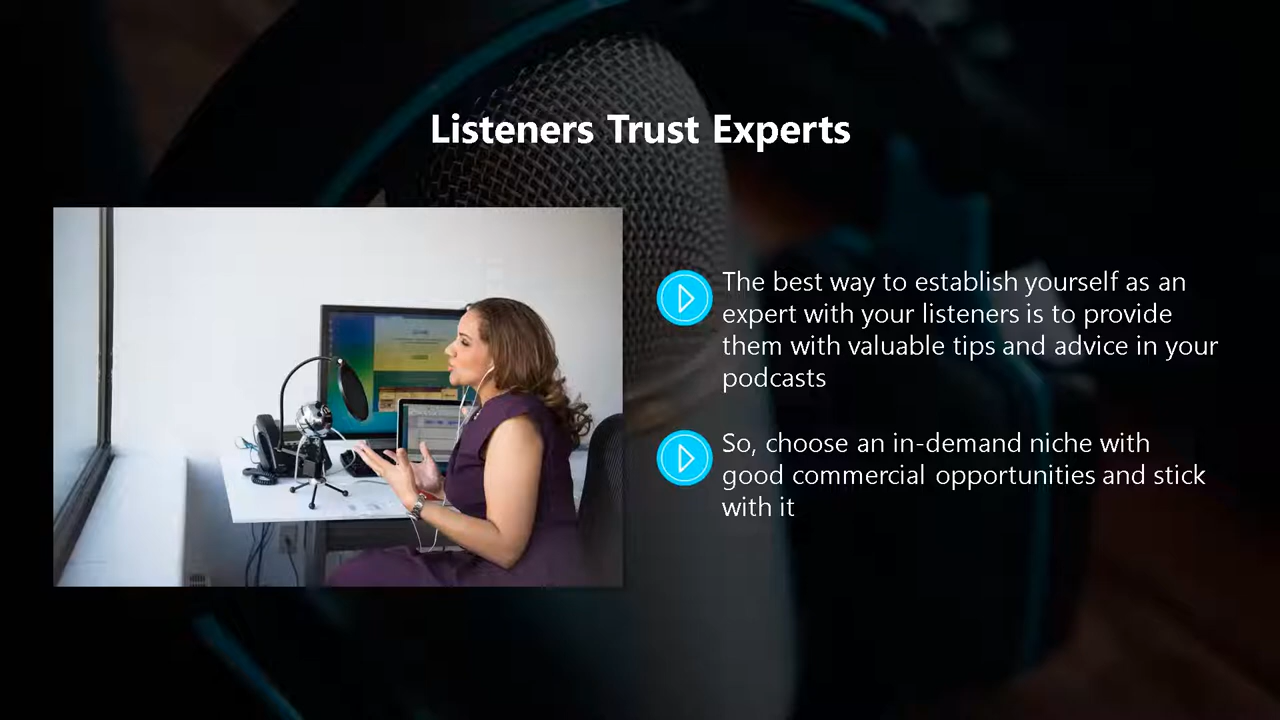 Listeners Trust Experts
The best way to establish yourself as an
expert with your listeners is to provide
them with valuable tips and advice in your
podcasts
So, choose an in-demand niche with
good commercial opportunities and stick
with it